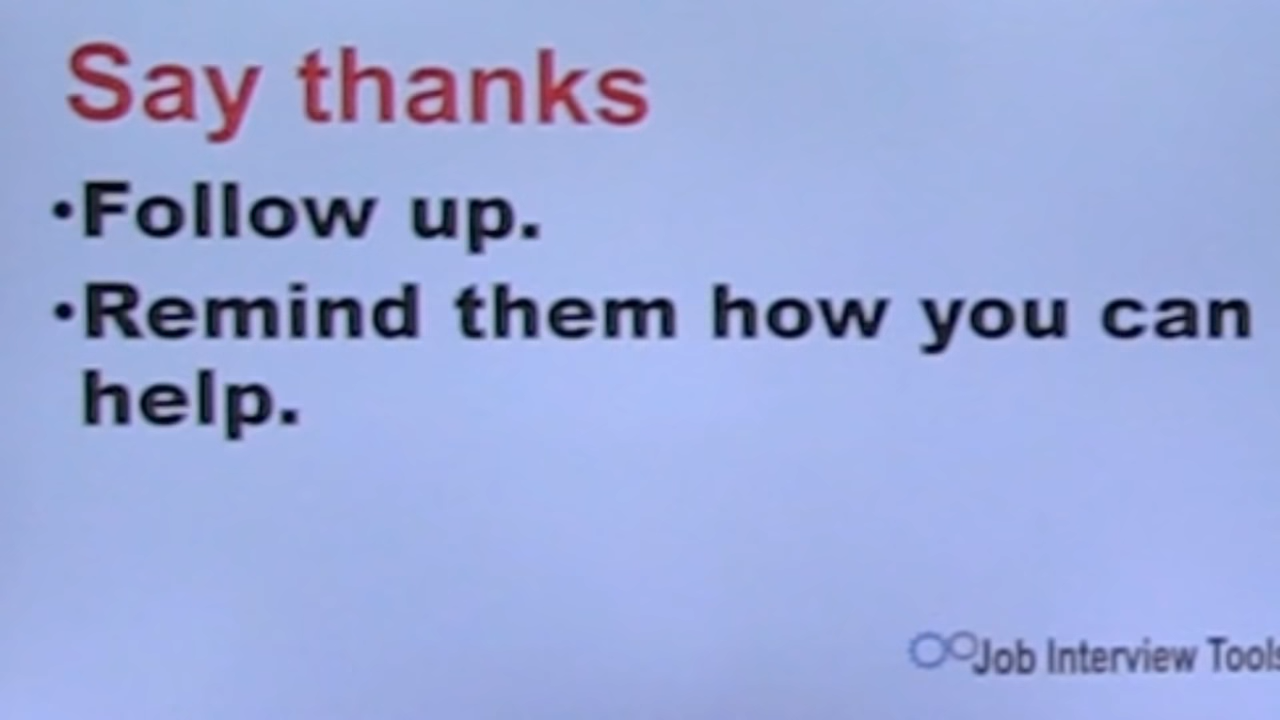 Say thanks
•Follow up.
•Remind them how you can
help.
Job Interview Tools